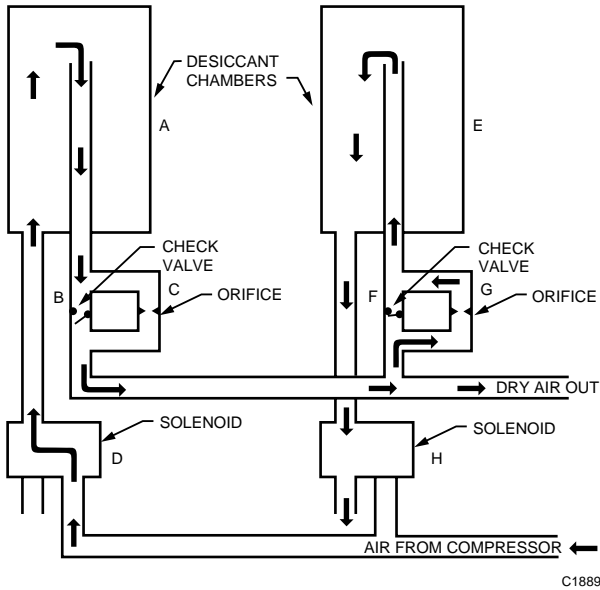 DESICCANT
CHAMBERS
A
E
CHECK
VALVE
B
C
ORIFICE
CHECK
VALVE
F
G
ORIFICE
DRY AIR OUT
SOLENOID
D
SOLENOID
H
AIR FROM COMPRESSOR
C1889